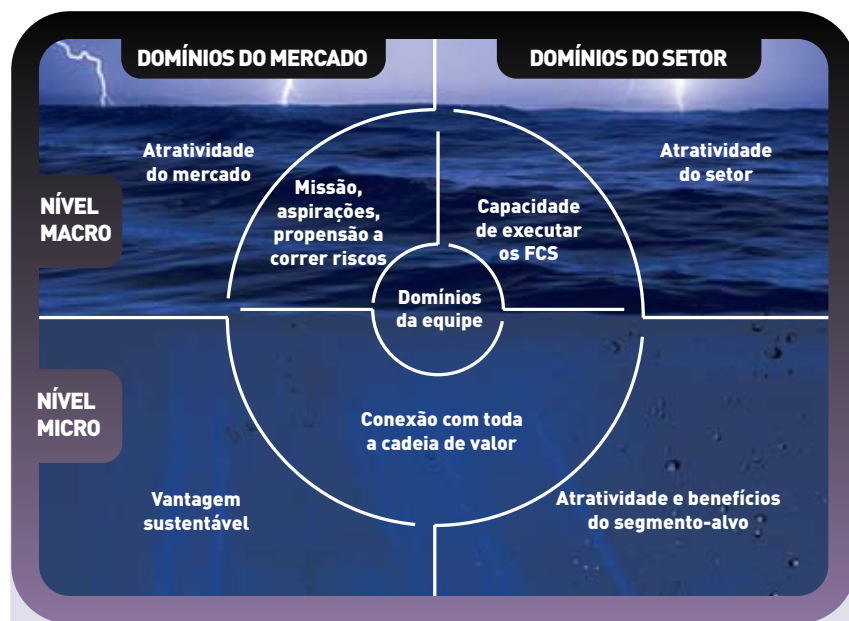 DOMÍNIOS DO MERCADO
DOMÍNIOS DO SETOR
Atratividade
do mercado
Atratividade
do setor
Missão,
aspirações,
propensão a
correr riscos
Capacidade
de executar
os FCS
NÍVEL
MACRO
Domínios
da equipe
NÍVEL
MICRO
Conexão com toda
a cadeia de valor
Vantagem
sustentável
Atratividade e benefícios
do segmento-alvo